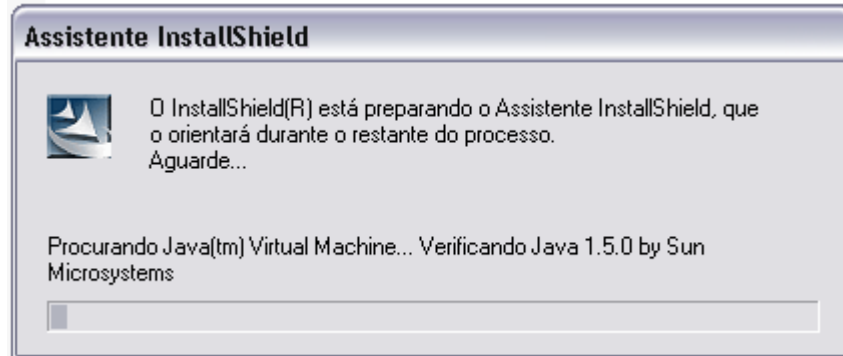 Assistente InstallShield
O InstallShield(R) está preparando o Assistente InstallShield, que
o orientará durante o restante do processo.
Aguarde...
Procurando Java(tm) Virtual Machine... Verificando Java 1.5.0 by Sun
Microsystems